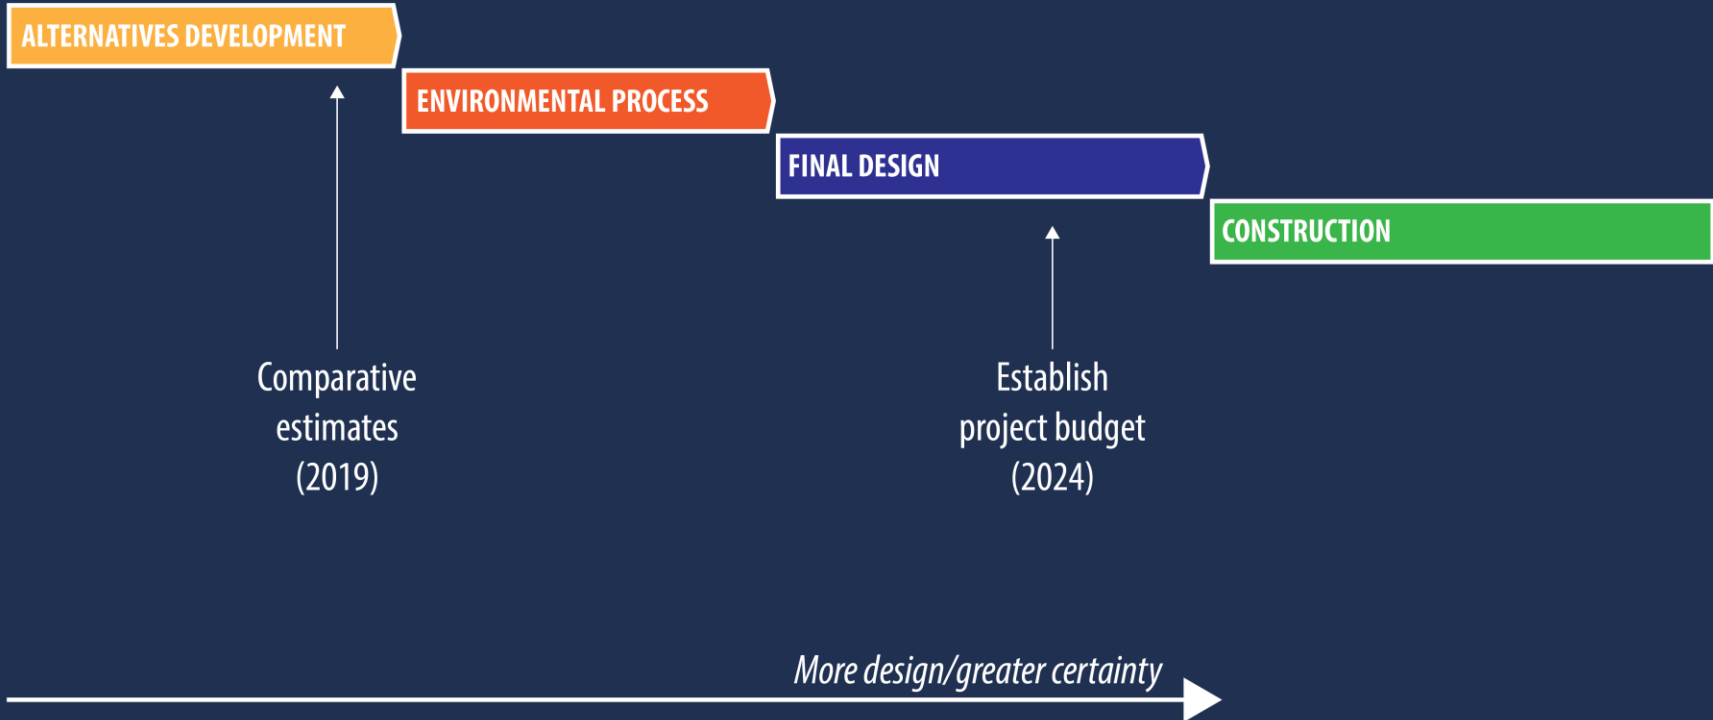 ALTERNATIVES DEVELOPMENT
ENVIRONMENTAL PROCESS
FINAL DESIGN
CONSTRUCTION
Comparative
estimates
(2019)
Establish
project budget
(2024)
More design/greater certainty